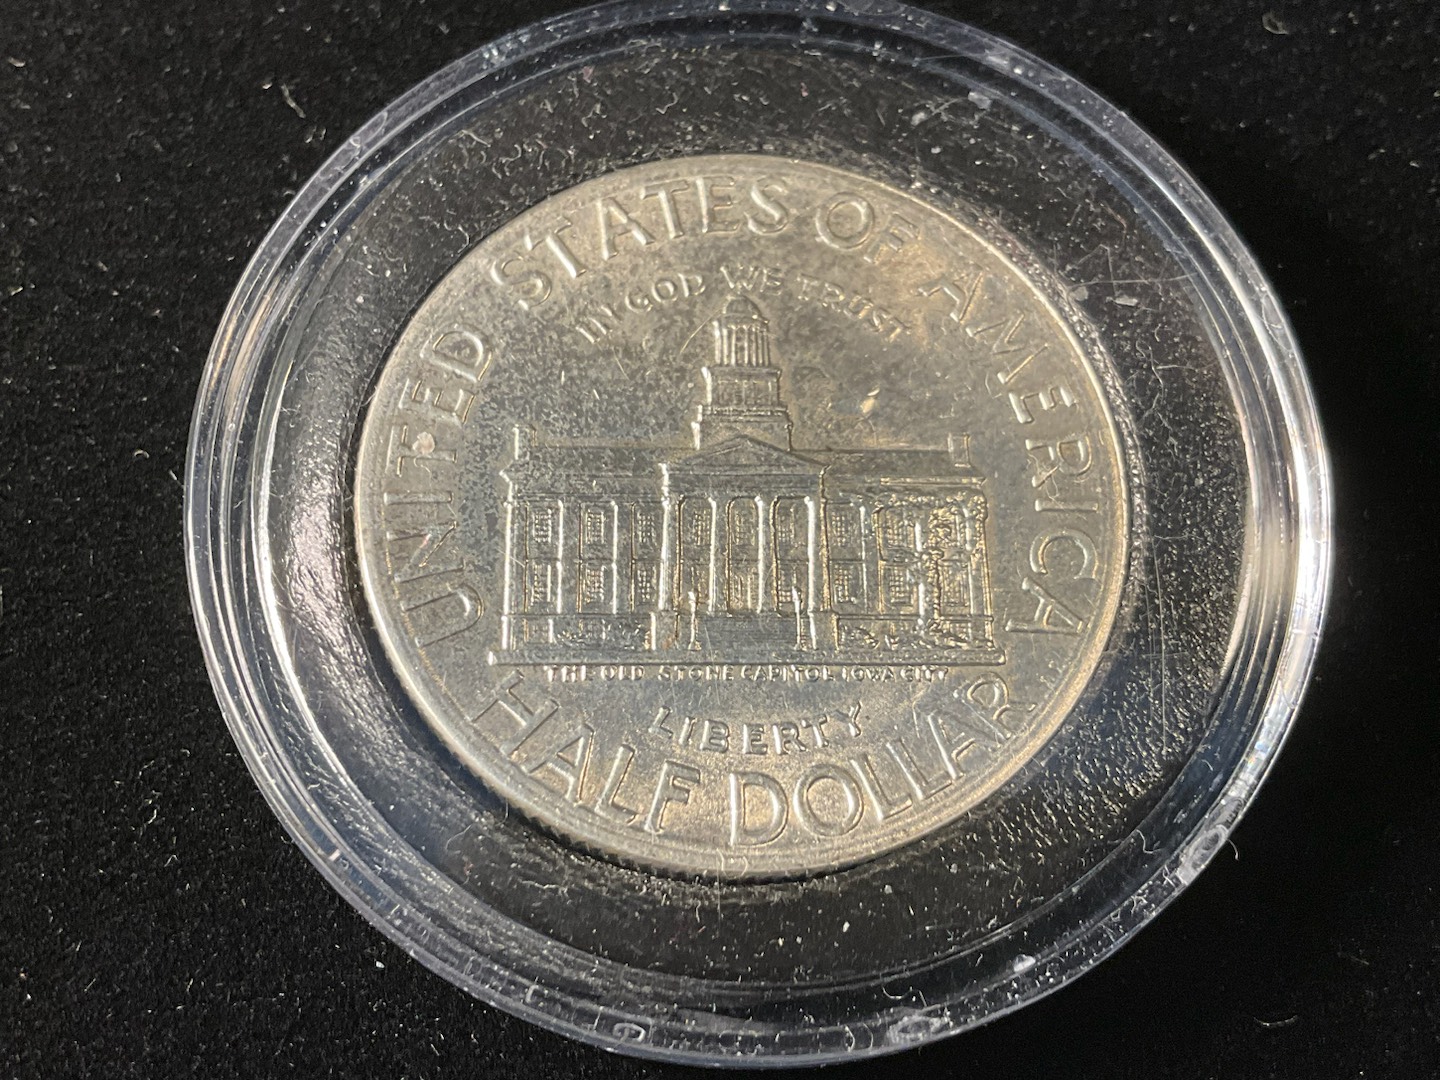 UNITED STATES OF AMERICA
IN GOD WE TRUST
THE OLD STONE CAPITOL IOWA CITY
LIBERTY
HALF DOLLAR